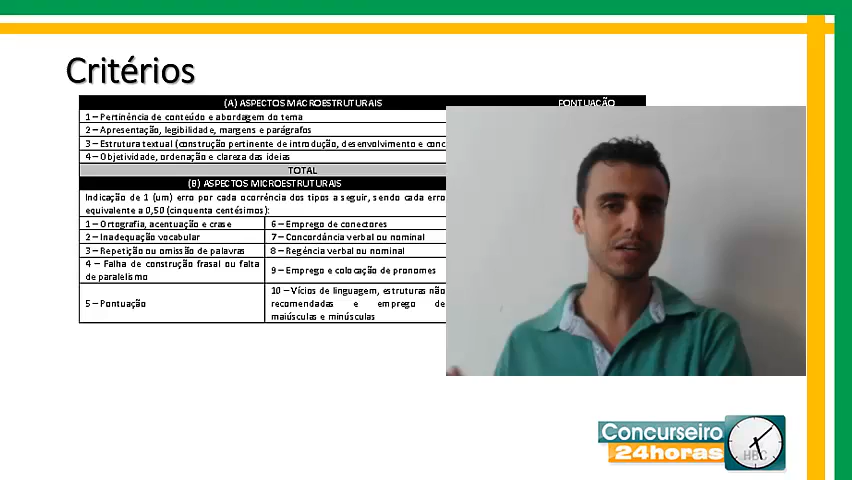 Critérios
(A) ASPECTOS MACROESTRUTURAIS PONTUAÇÃO
1 – Pertinência de conteúdo e abordagem do tema
2 – Apresentação, legibilidade, margens e parágrafos
3 – Estrutura textual (construção pertinente de introdução, desenvolvimento e conc
4 – Objetividade, ordenação e clareza das ideias
TOTAL
(B) ASPECTOS MICROESTRUTURAIS
Indicação de 1 (um) erro por cada ocorrência dos tipos a seguir, sendo cada erro
equivalente a 0,50 (cinquenta centésimos):
1 – Ortografia, acentuação e crase 6 – Emprego de conectores
2 – Inadequação vocabular 7 – Concordância verbal ou nominal
3 – Repetição ou omissão de palavras 8 – Regência verbal ou nominal
4 – Falha de construção frasal ou falta
de paralelismo
9 – Emprego e colocação de pronomes
5 – Pontuação
10 – Vícios de linguagem, estruturas não
recomendadas e emprego de
maiúsculas e minúsculas
Concurseiro
24horas
HBC